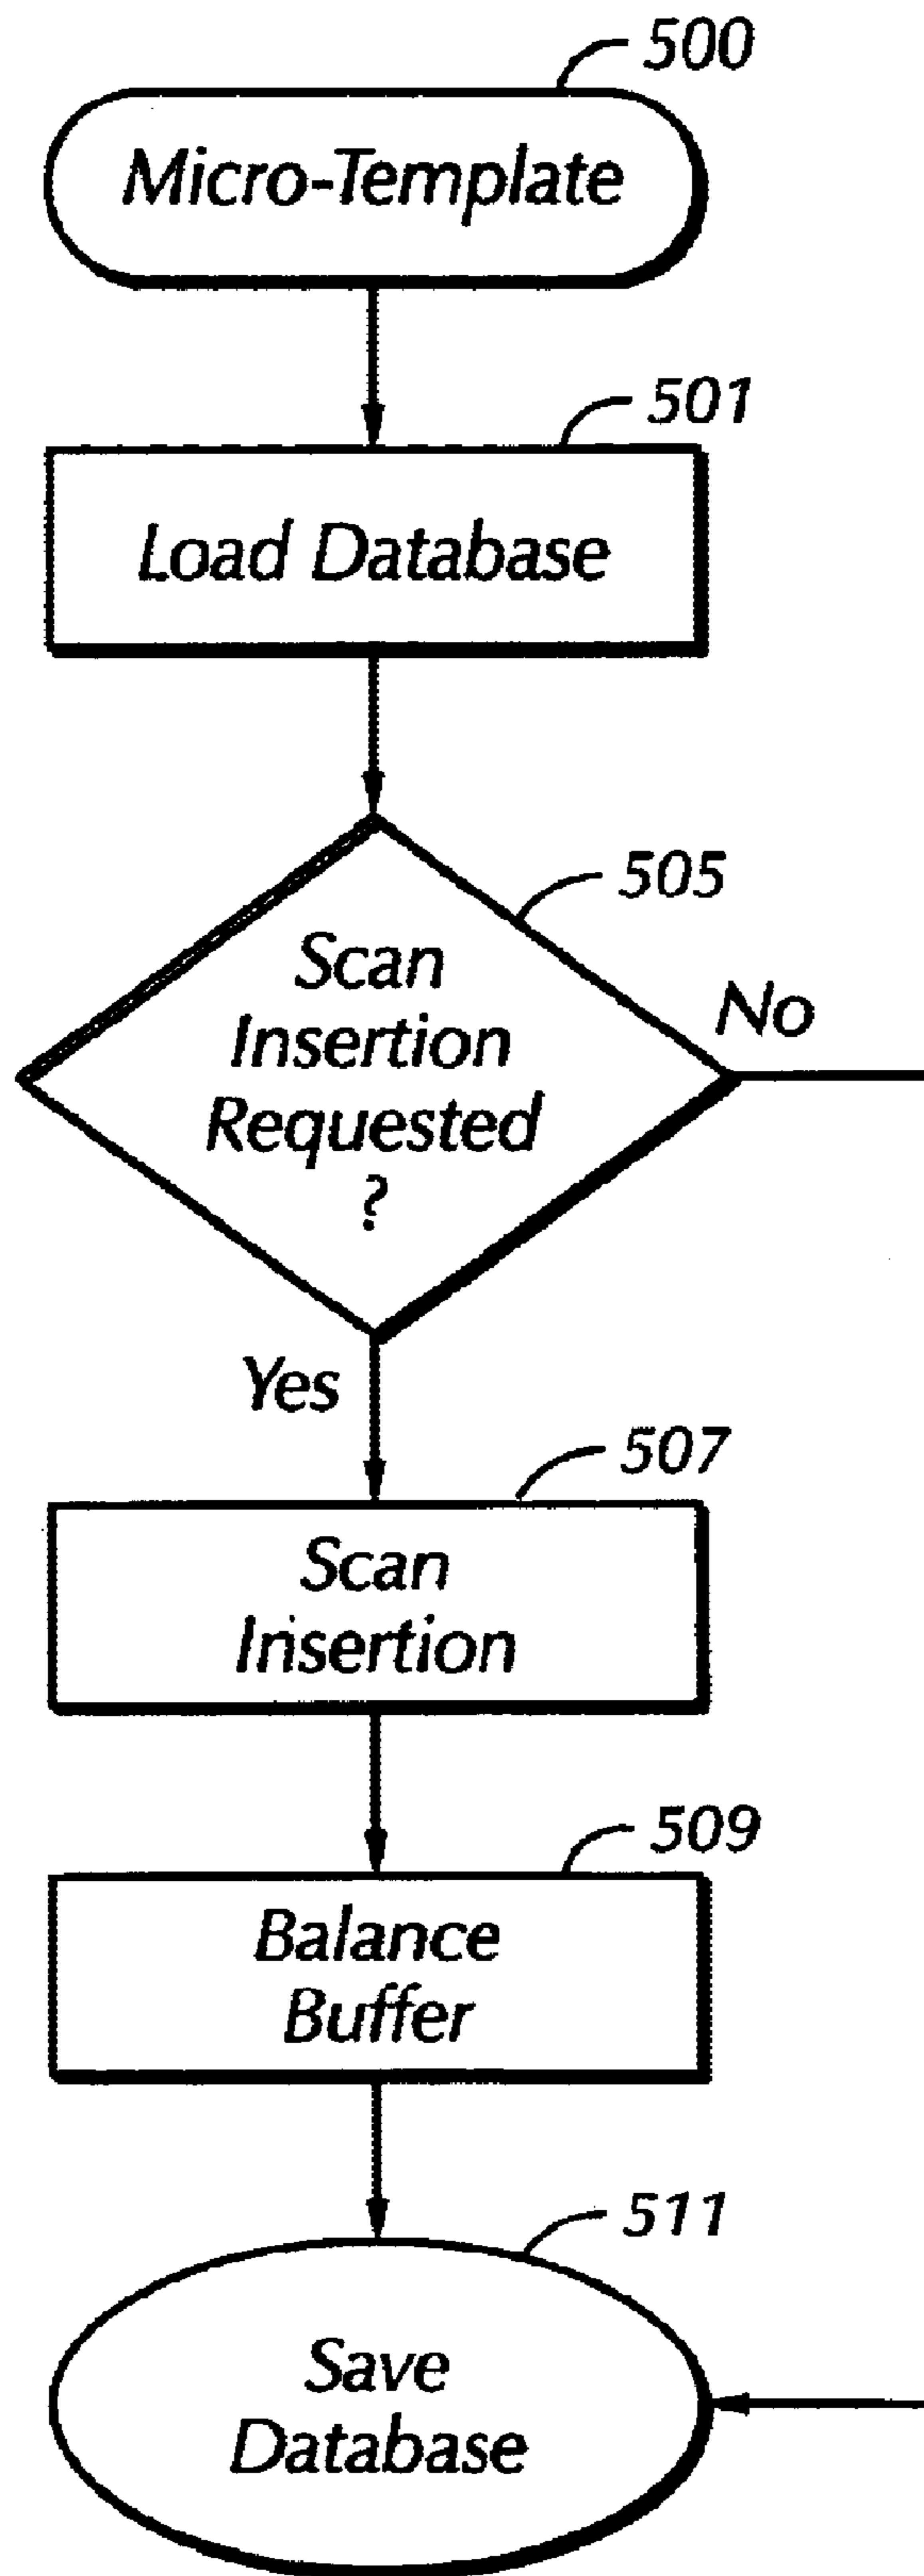 500
Micro-Template
501
Load Database
505
Scan
Insertion
Requested
?
No
Yes
507
Scan
Insertion
509
Balance
Buffer
511
Save
Database